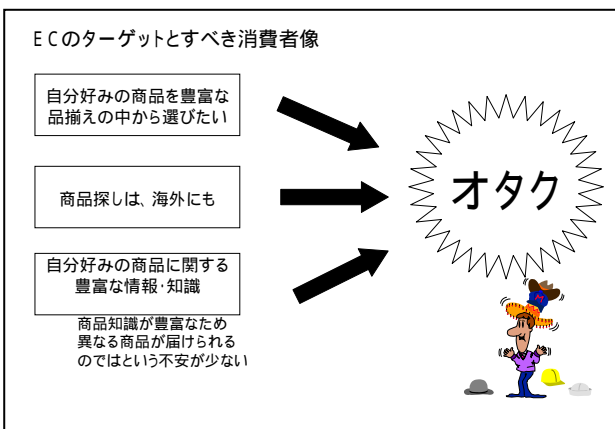 ＥＣのターゲットとすべき消費者像
自分好みの商品を豊富な
品揃えの中から選びたい
商品探しは、海外にも
自分好みの商品に関する
豊富な情報・知識
商品知識が豊富なため
異なる商品が届けられる
のではという不安が少ない
オタク